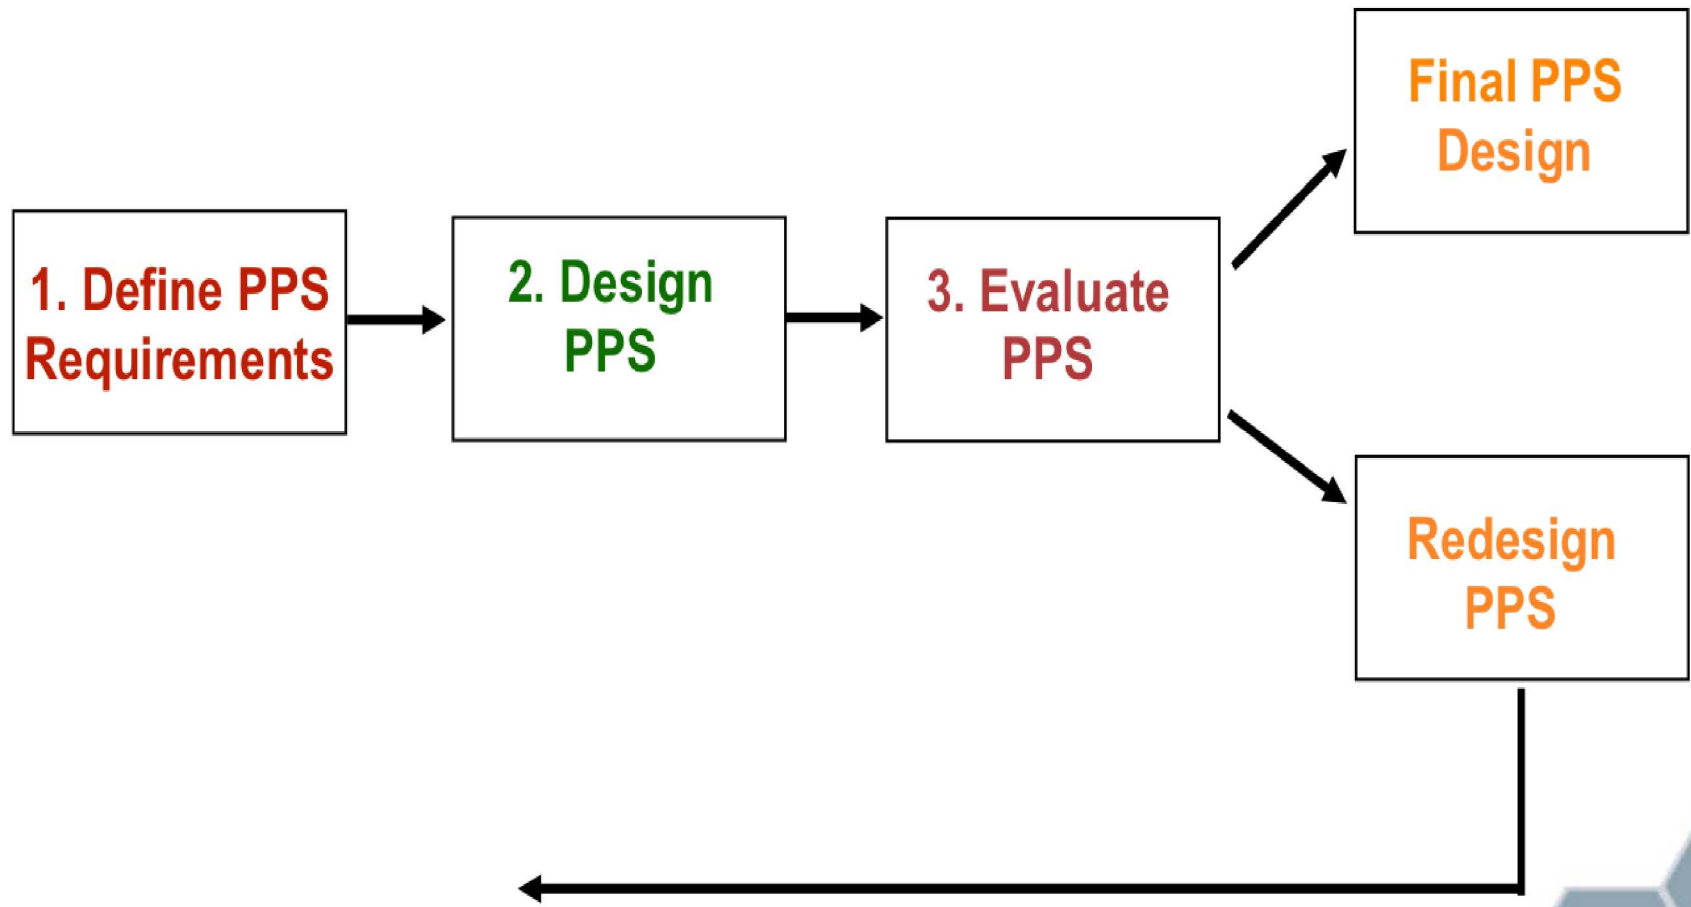 1. Define PPS
Requirements
2. Design
PPS
3. Evaluate
PPS
Final PPS
Design
Redesign
PPS